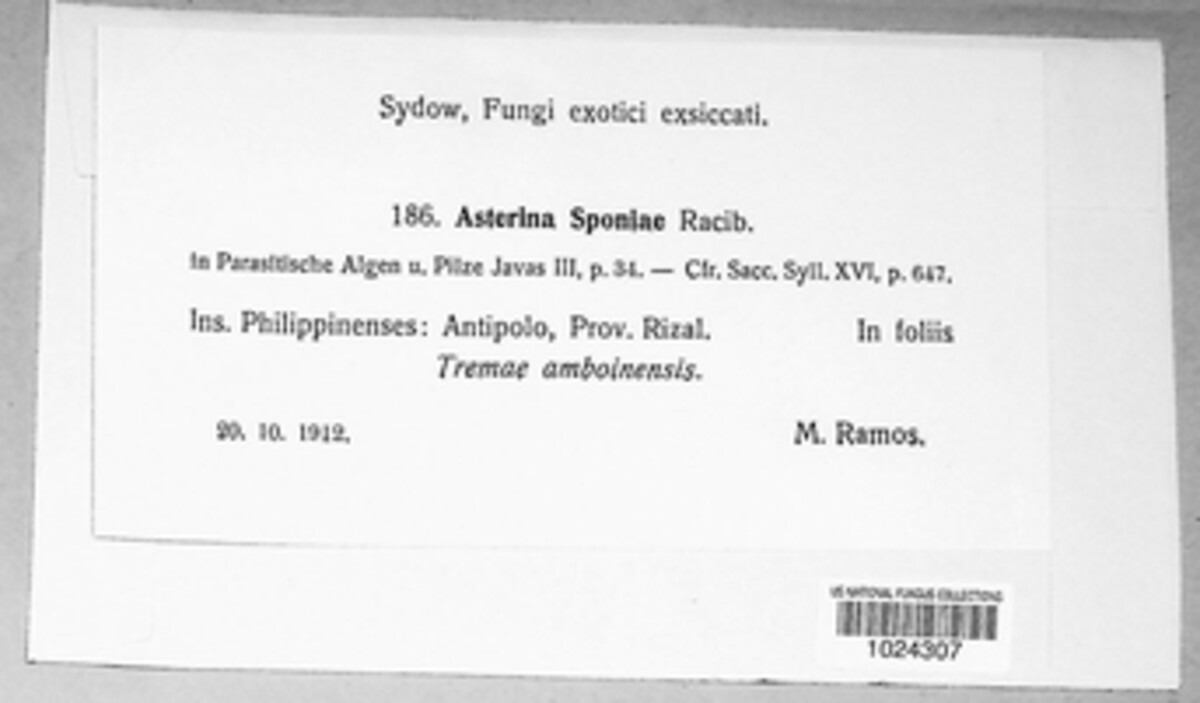 Sydow, Fungi exotici exsiccati.
186. Asterina Sponiae Racib.
in Parasitische Algen u. Pilze Javas III, p. 34. — Cfr. Sacc. Syll. XVI, p. 647.
Ins. Philippinenses: Antipolo, Prov. Rizal. In foliis
Tremae amboinensis.
20. 10. 1912. M. Ramos.
US NATIONAL FUNGUS COLLECTIONS
1024307